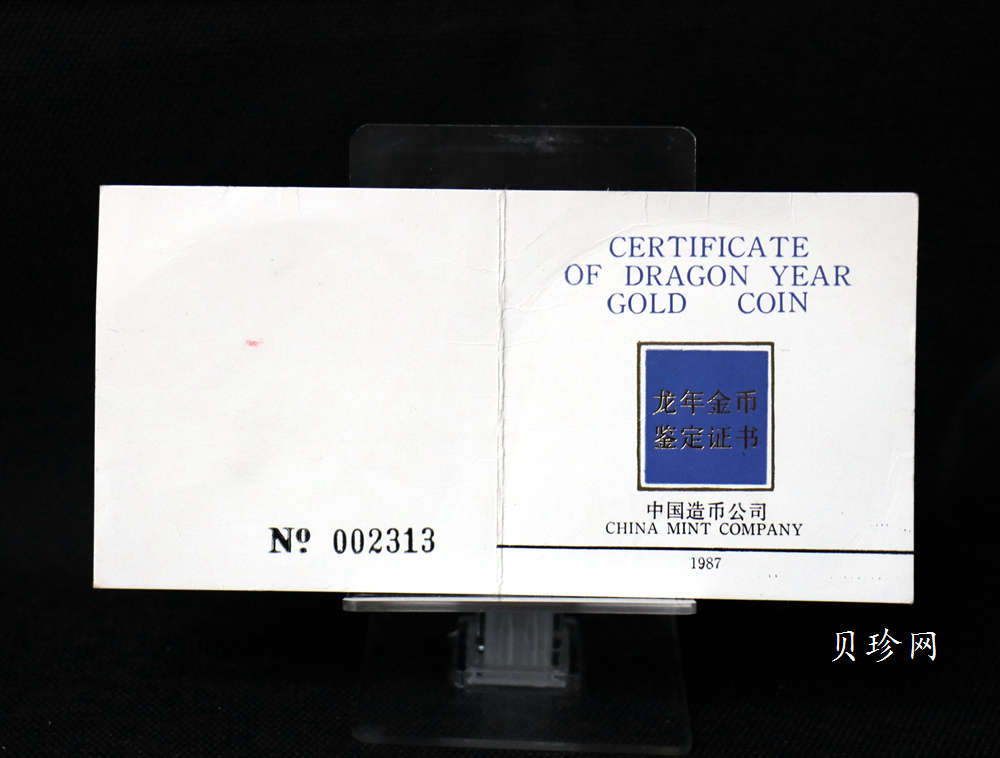 CERTIFICATE
OF DRAGON YEAR
GOLD COIN
龙年金币
鉴定证书
中国造币公司
CHINA MINT COMPANY
1987
Nº 002313
贝珍网